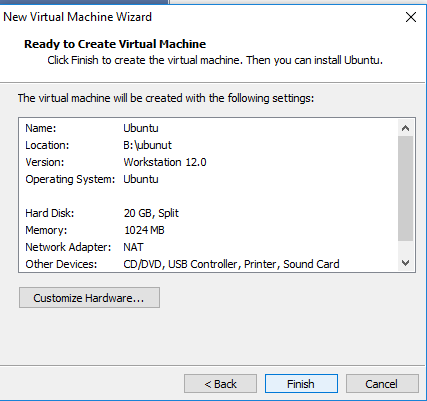 New Virtual Machine Wizard
Ready to Create Virtual Machine
Click Finish to create the virtual machine. Then you can install Ubuntu.
The virtual machine will be created with the following settings:
Name: Ubuntu
Location: B:\ubunut
Version: Workstation 12.0
Operating System: Ubuntu
Hard Disk: 20 GB, Split
Memory: 1024 MB
Network Adapter: NAT
Other Devices: CD/DVD, USB Controller, Printer, Sound Card
Customize Hardware...
< Back Finish Cancel